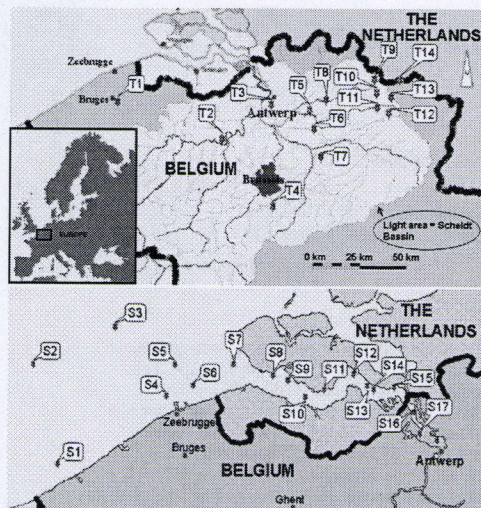 THE
NETHERLANDS
T9
T14
Zeebrugge
T1
T8
T10
T13
Bruges
T3
T5
T11
Antwerp
T12
T2
T6
BELGIUM
T7
Brussels
T4
EUROPE
Light area = Scheldt
Bassin
0 km 25 km 50 km
S3
THE
NETHERLANDS
S2
S5
S7
S8
S12
S14
S6
S9
S11
S15
S4
S10
S13
S17
Zeebrugge
S16
S1
Bruges
Antwerp
BELGIUM
Ghent